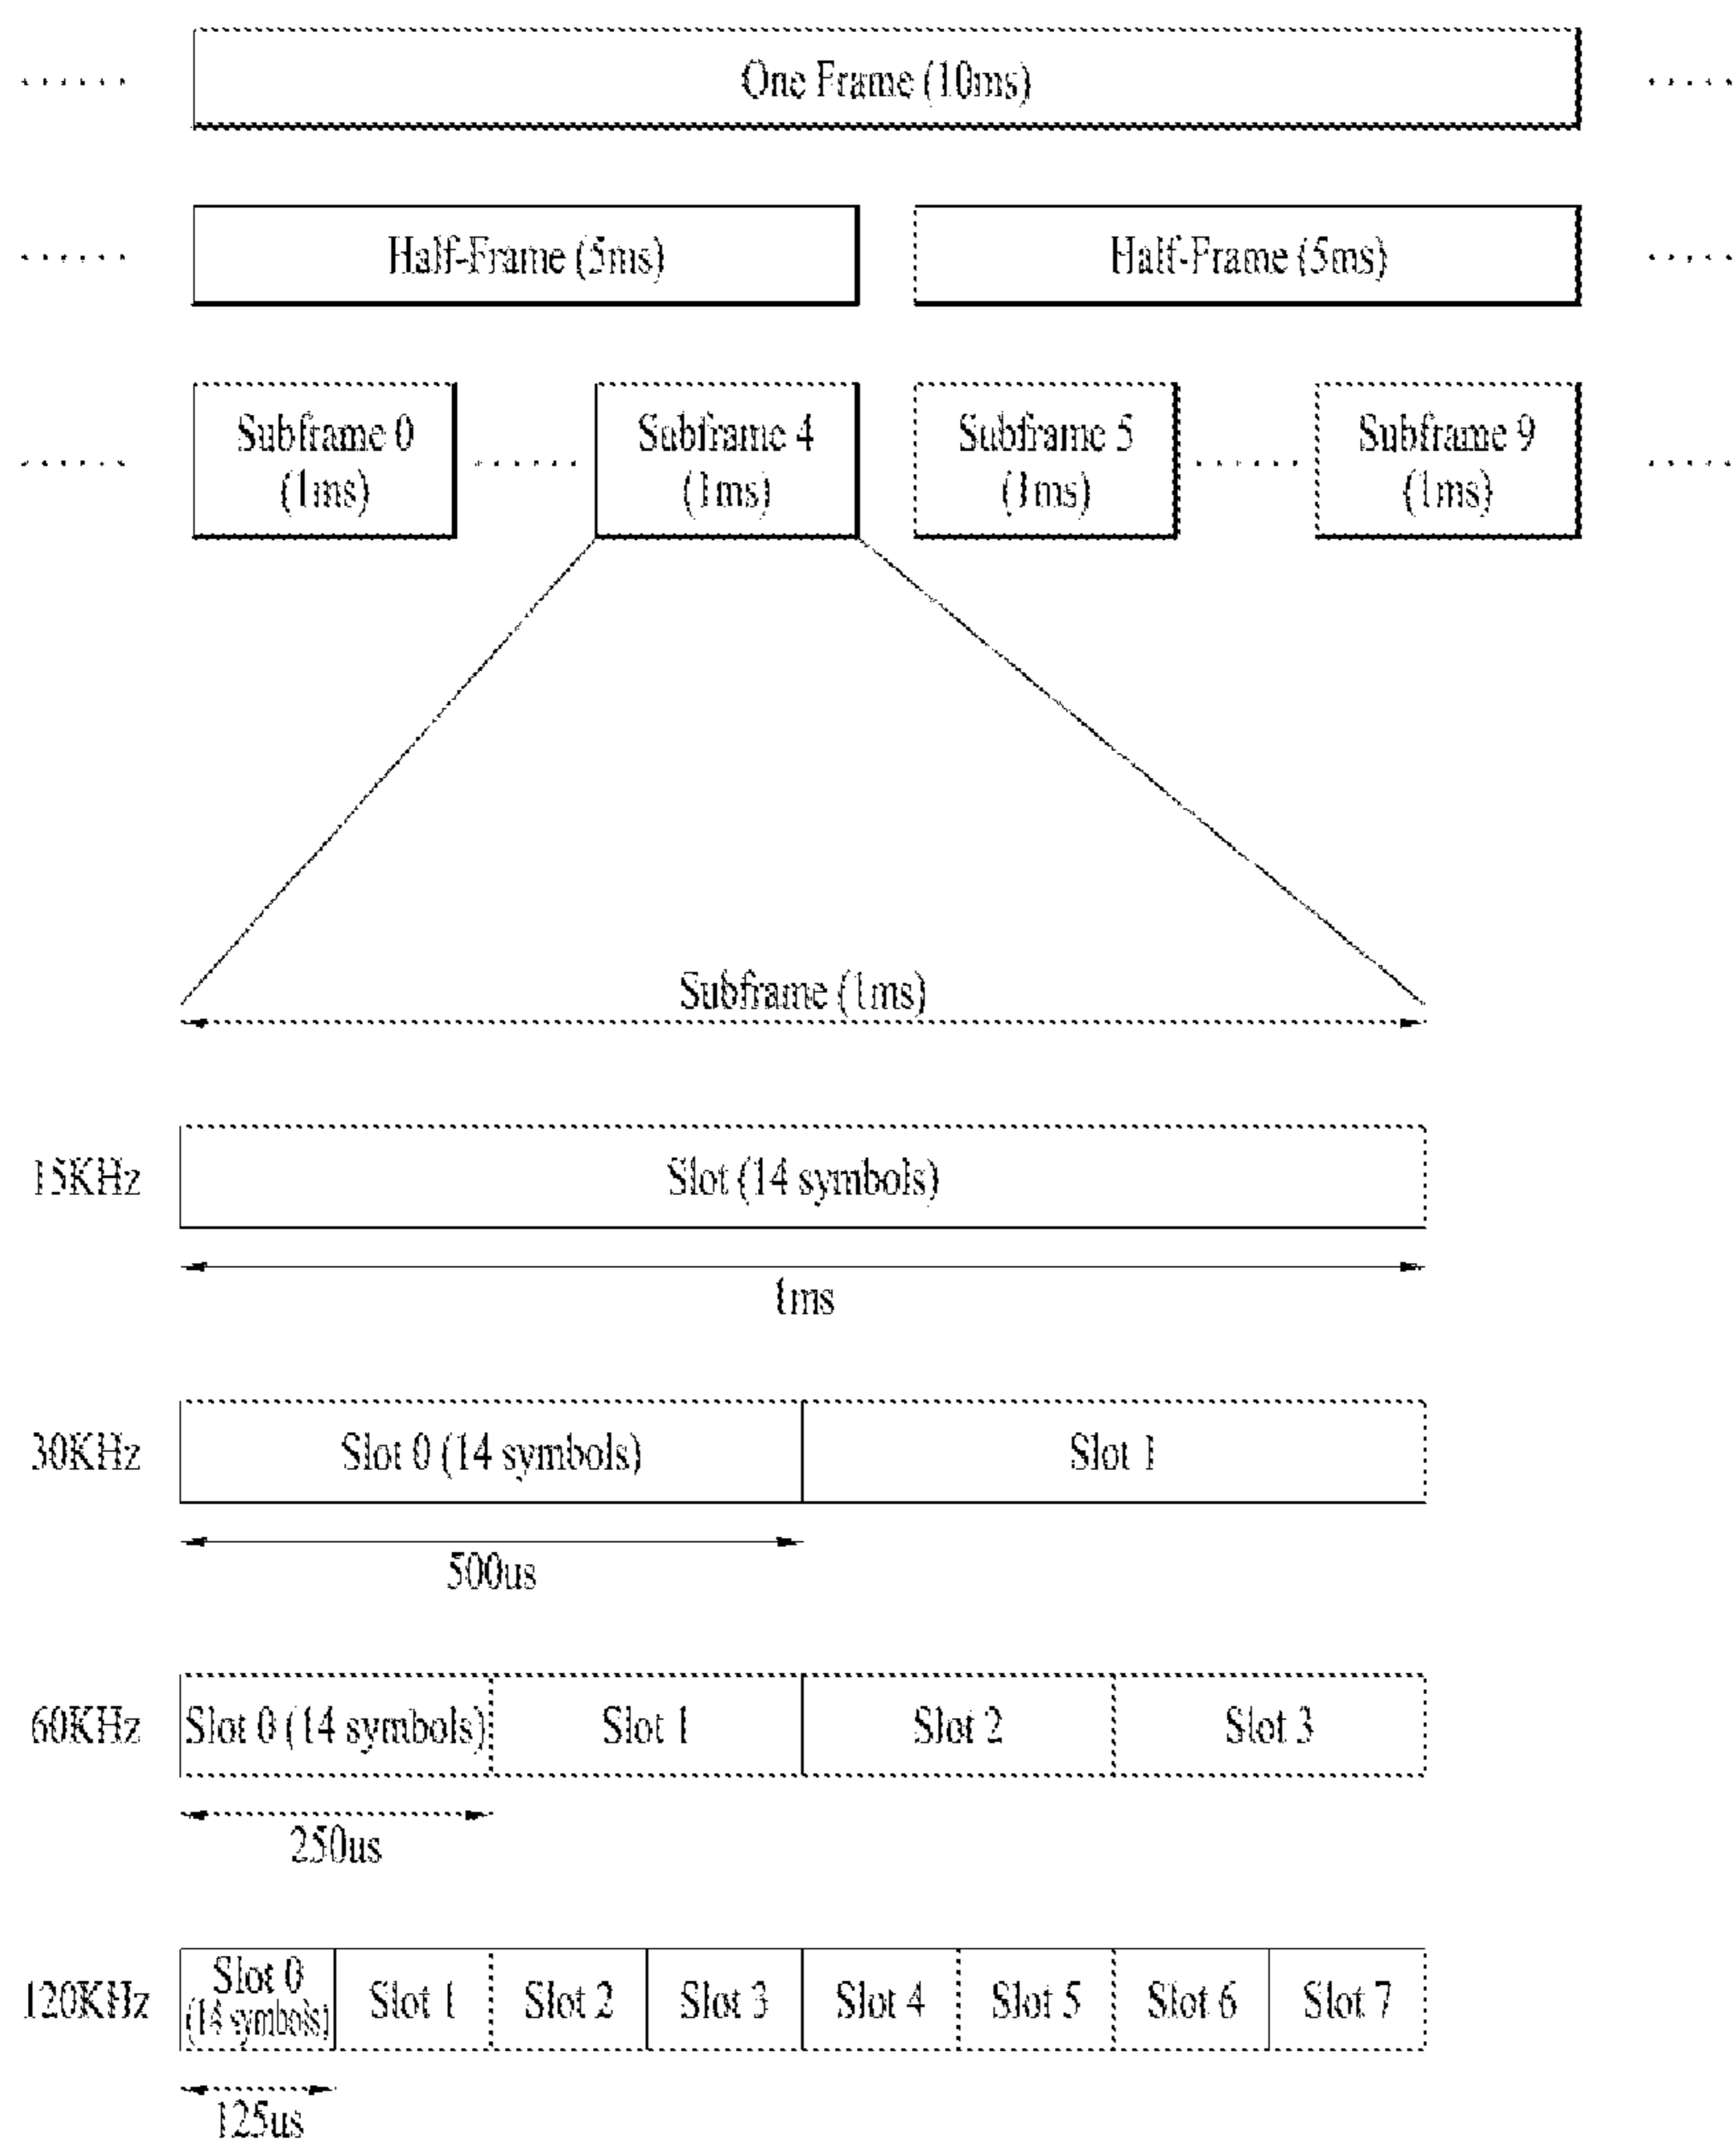 One Frame (10ms)
Half-Frame (5ms)
Half-Frame (5ms)
Subframe 0
(1ms)
Subframe 4
(1ms)
Subframe 5
(1ms)
Subframe 9
(1ms)
Subframe (1ms)
15KHz
Slot (14 symbols)
1ms
30KHz
Slot 0 (14 symbols)
Slot 1
500us
60KHz
Slot 0 (14 symbols)
Slot 1
Slot 2
Slot 3
250us
120KHz
Slot 0
(14 symbols)
Slot 1
Slot 2
Slot 3
Slot 4
Slot 5
Slot 6
Slot 7
125us